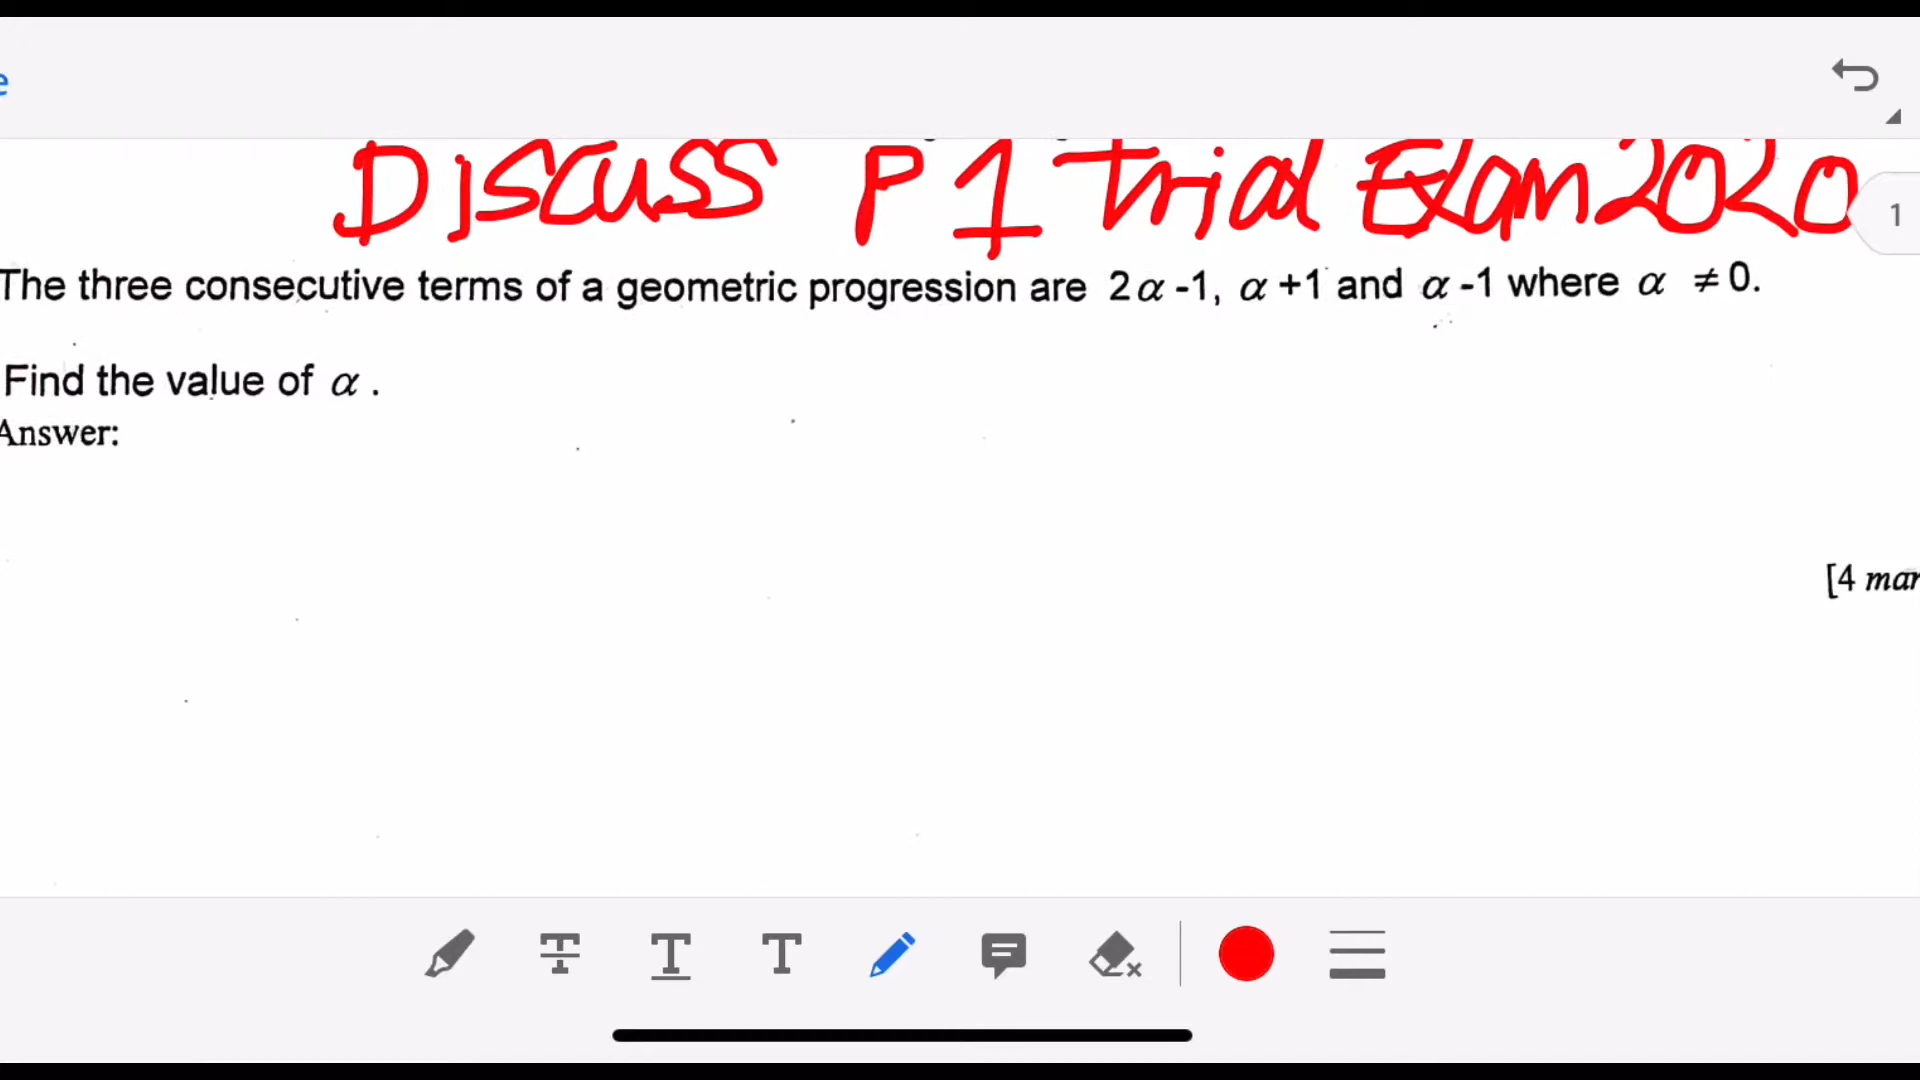 e
Discuss P1 Trial Exam 2020
1
The three consecutive terms of a geometric progression are 2α -1, α +1 and α -1 where α ≠ 0.
Find the value of α .
Answer:
[4 mar
T T T